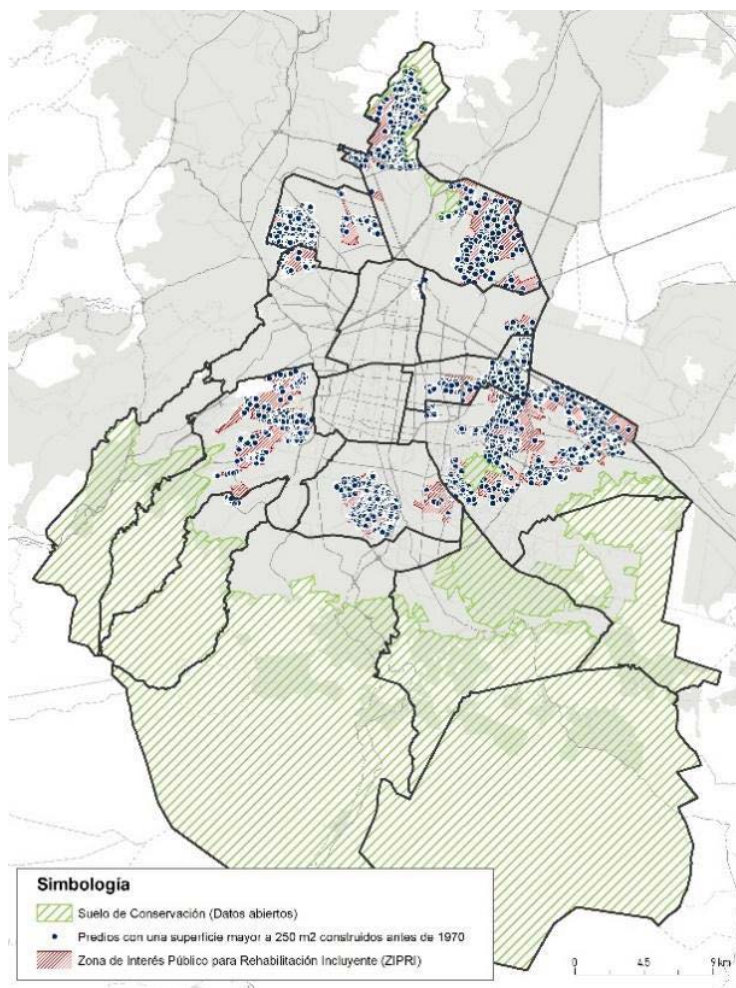 Simbología
Suelo de Conservación (Datos abiertos)
Predios con una superficie mayor a 250 m2 construidos antes de 1970
Zona de Interés Público para Rehabilitación Incluyente (ZIPRI)
0 4.5 9 km